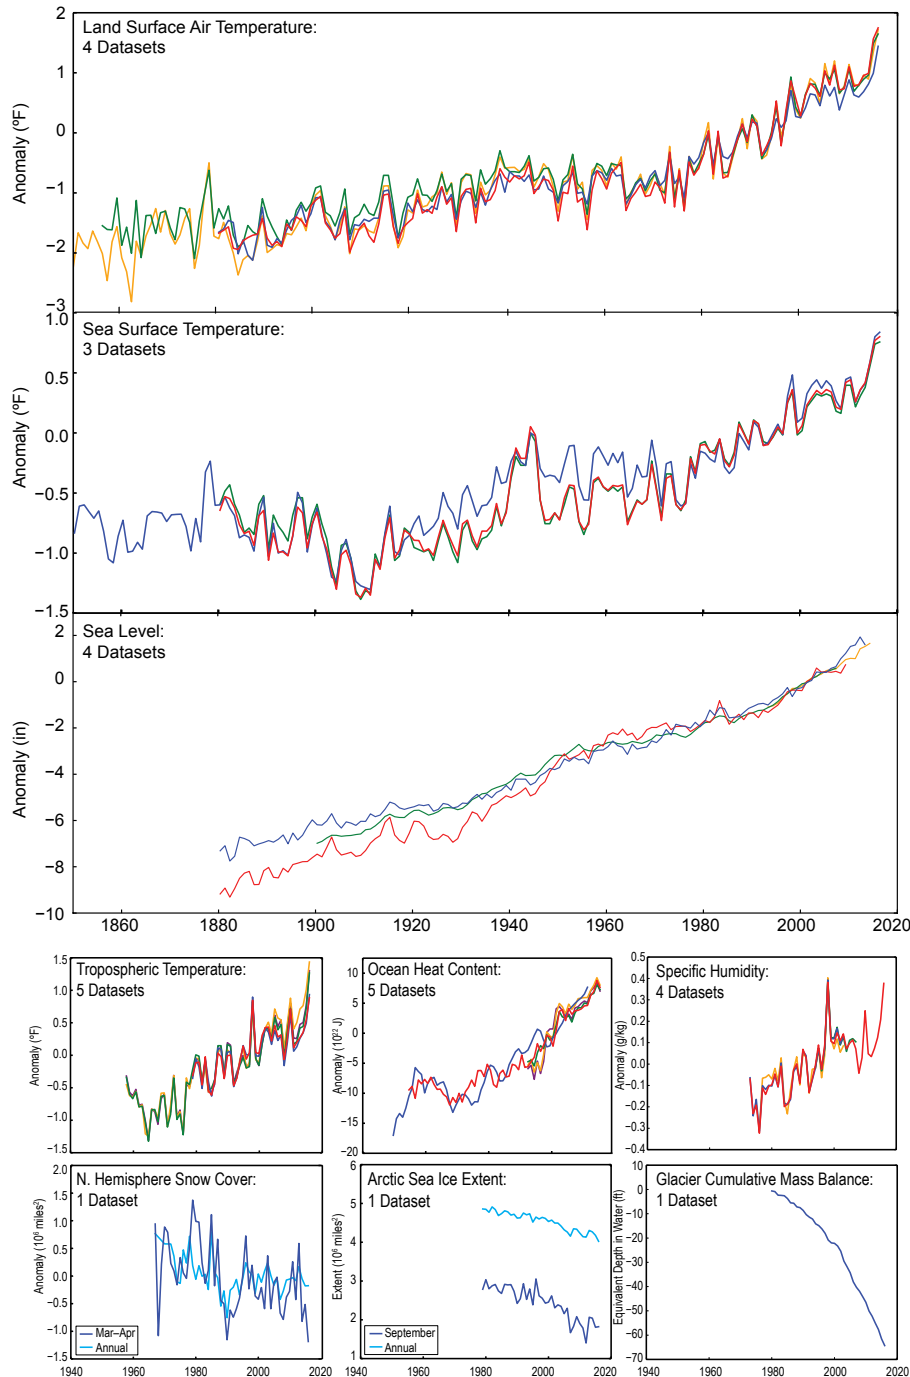 Land Surface Air Temperature:
4 Datasets
Anomaly (ºF)
2
1
0
−1
−2
−3
Sea Surface Temperature:
3 Datasets
Anomaly (ºF)
1.0
0.5
0.0
−0.5
−1.0
−1.5
Sea Level:
4 Datasets
Anomaly (in)
2
0
−2
−4
−6
−8
−10
1860 1880 1900 1920 1940 1960 1980 2000 2020
Tropospheric Temperature:
5 Datasets
Anomaly (°F)
1.5
1.0
0.5
0.0
−0.5
−1.0
−1.5
Ocean Heat Content:
5 Datasets
Anomaly (10²² J)
10
5
0
−5
−10
−15
−20
Specific Humidity:
4 Datasets
Anomaly (g/kg)
0.5
0.4
0.3
0.2
0.1
0.0
−0.1
−0.2
−0.3
−0.4
N. Hemisphere Snow Cover:
1 Dataset
Anomaly (10⁶ miles²)
2.0
1.5
1.0
0.5
0.0
−0.5
−1.0
−1.5
Mar–Apr
Annual
1940 1960 1980 2000 2020
Arctic Sea Ice Extent:
1 Dataset
Extent (10⁶ miles²)
6
5
4
3
2
1
September
Annual
1940 1960 1980 2000 2020
Glacier Cumulative Mass Balance:
1 Dataset
Equivalent Depth in Water (ft)
10
0
−10
−20
−30
−40
−50
−60
−70
1940 1960 1980 2000 2020